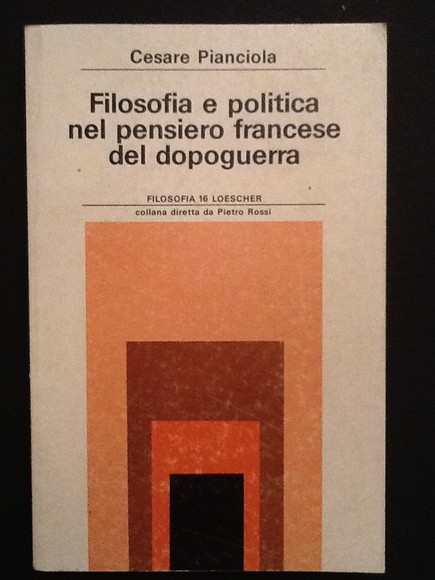 Cesare Pianciola
Filosofia e politica
nel pensiero francese
del dopoguerra
FILOSOFIA 16 LOESCHER
collana diretta da Pietro Rossi